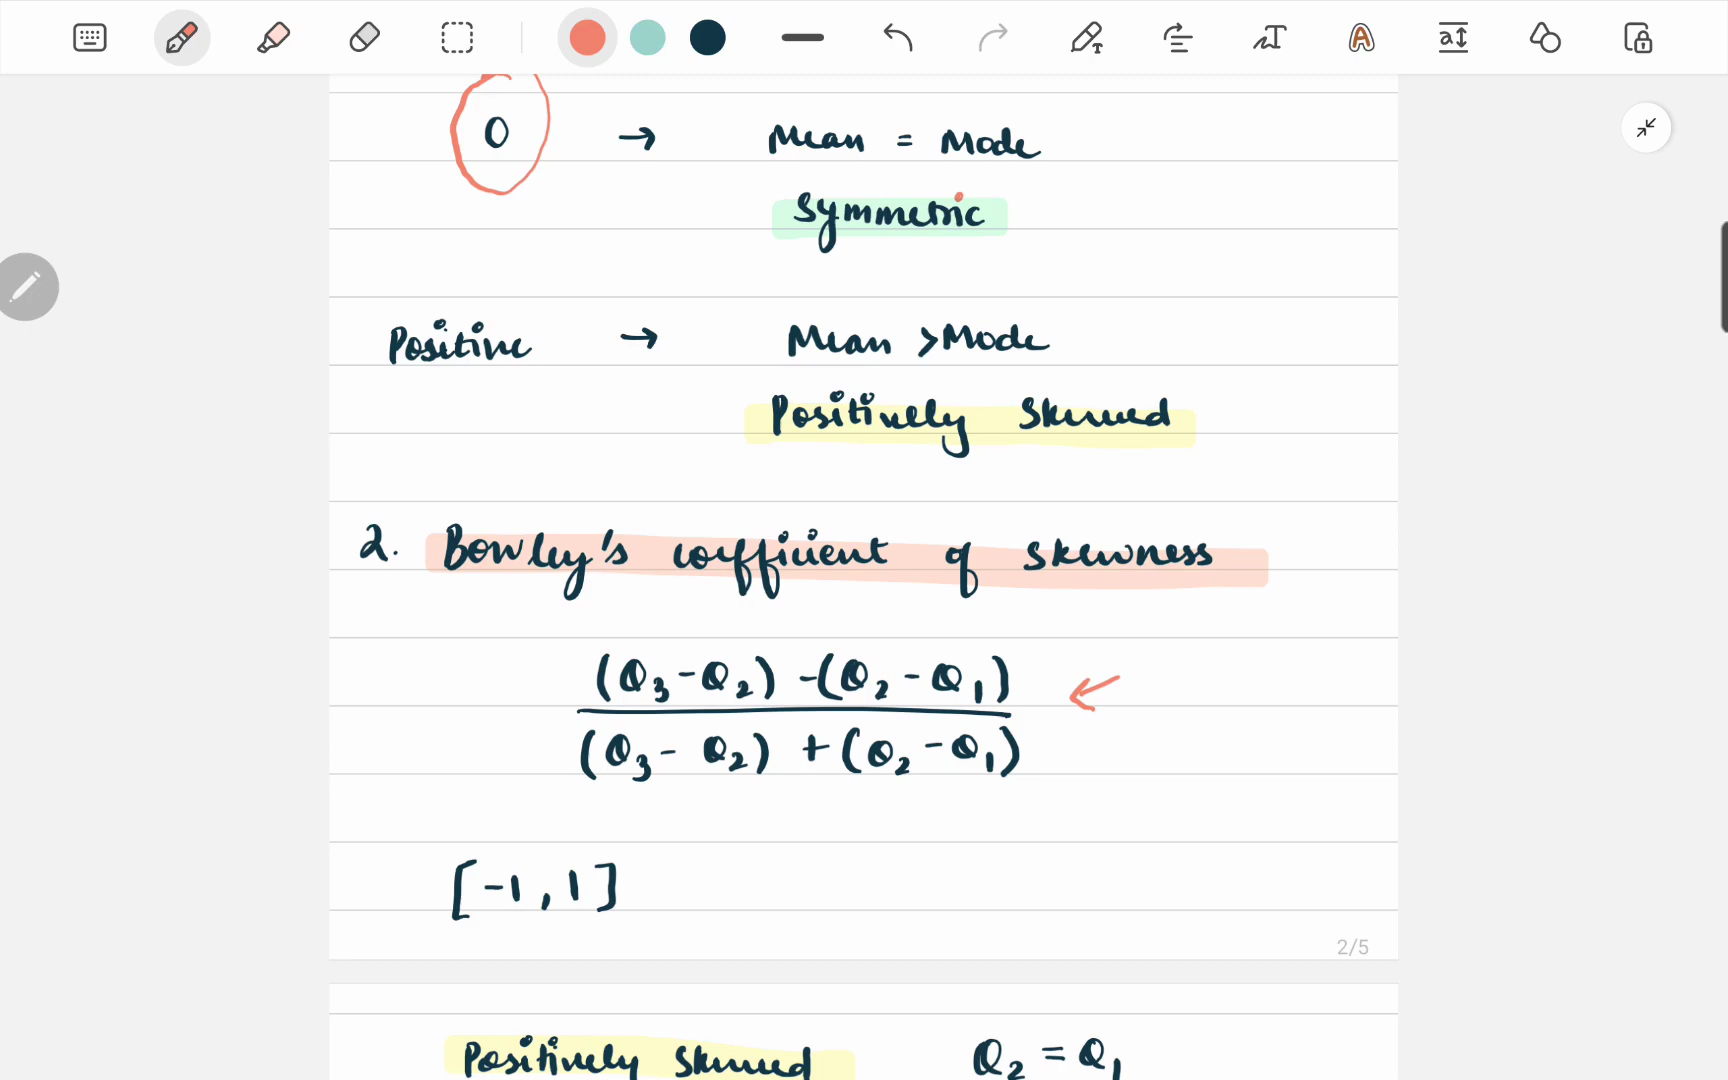 0 → Mean = Mode
Symmetric
Positive → Mean > Mode
Positively Skewed
2. Bowley's coefficient of skewness
(Q₃ - Q₂) - (Q₂ - Q₁)
(Q₃ - Q₂) + (Q₂ - Q₁)
[-1, 1]
2/5
Positively Skewed Q₂ = Q₁